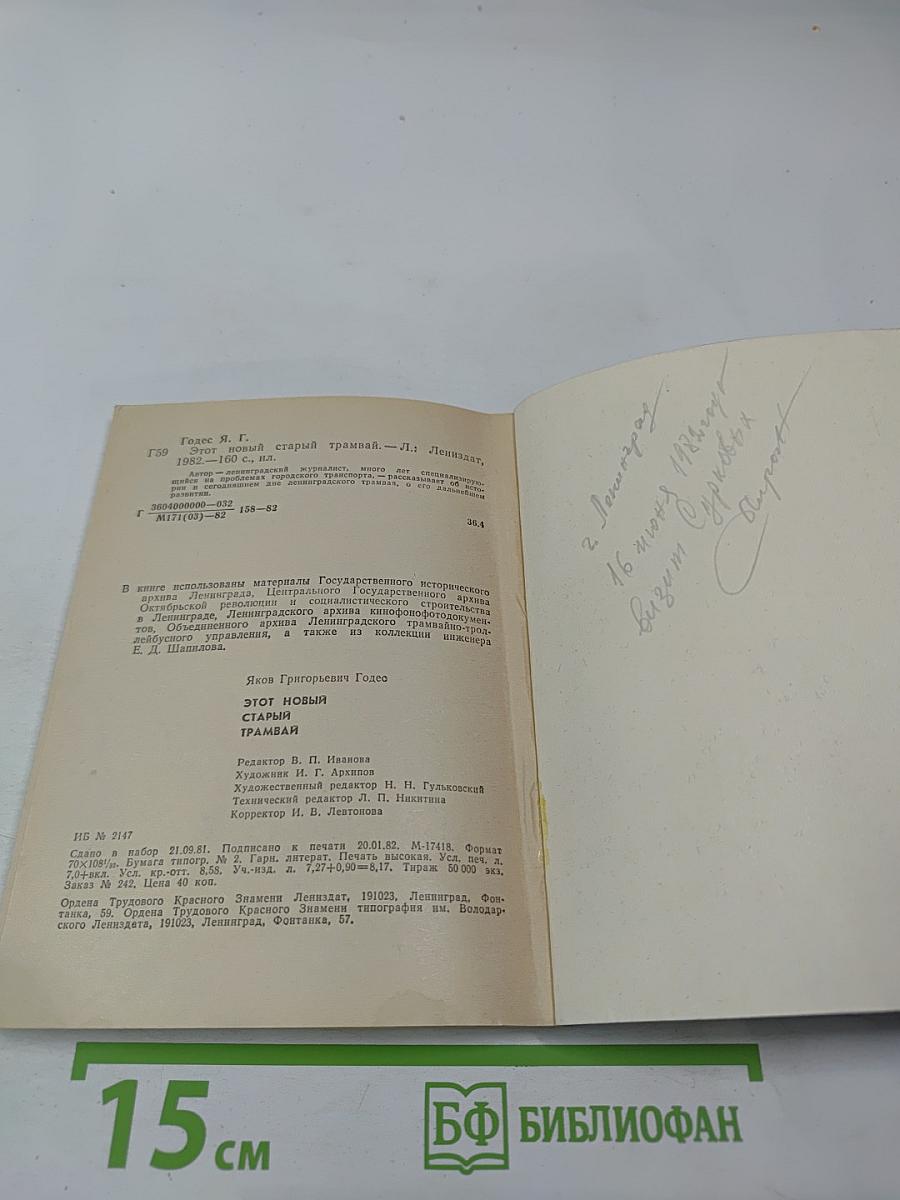 Годес Я. Г.
Г59 Этот новый старый трамвай.— Л.: Лениздат,
1982.—160 с., ил.
Автор — ленинградский журналист, много лет специализирую-
щийся на проблемах городского транспорта, — рассказывает об исто-
рии и сегодняшнем дне ленинградского трамвая, о его дальнейшем
развитии.
Г 3604000000—032
М171(03)—82 158—82
36.4
В книге использованы материалы Государственного исторического
архива Ленинграда, Центрального Государственного архива
Октябрьской революции и социалистического строительства
в Ленинграде, Ленинградского архива кинофонофотодокумен-
тов, Объединенного архива Ленинградского трамвайно-трол-
лейбусного управления, а также из коллекции инженера
Е. Д. Шапилова.
Яков Григорьевич Годес
ЭТОТ НОВЫЙ
СТАРЫЙ
ТРАМВАЙ
Редактор В. П. Иванова
Художник И. Г. Архипов
Художественный редактор Н. Н. Гульковский
Технический редактор Л. П. Никитина
Корректор И. В. Левтонова
ИБ № 2147
Сдано в набор 21.09.81. Подписано к печати 20.01.82. М-17418. Формат
70×108¹/₃₂. Бумага типогр. № 2. Гарн. литерат. Печать высокая. Усл. печ. л.
7,0+вкл. Усл. кр.-отт. 8,58. Уч.-изд. л. 7,27+0,90=8,17. Тираж 50 000 экз.
Заказ № 242. Цена 40 коп.
Ордена Трудового Красного Знамени Лениздат, 191023, Ленинград, Фон-
танка, 59. Ордена Трудового Красного Знамени типография им. Володар-
ского Лениздата, 191023, Ленинград, Фонтанка, 57.
г. Ленинград
16 июня 1982 году
визит Сурковых
15 см
БФ БИБЛИОФАН